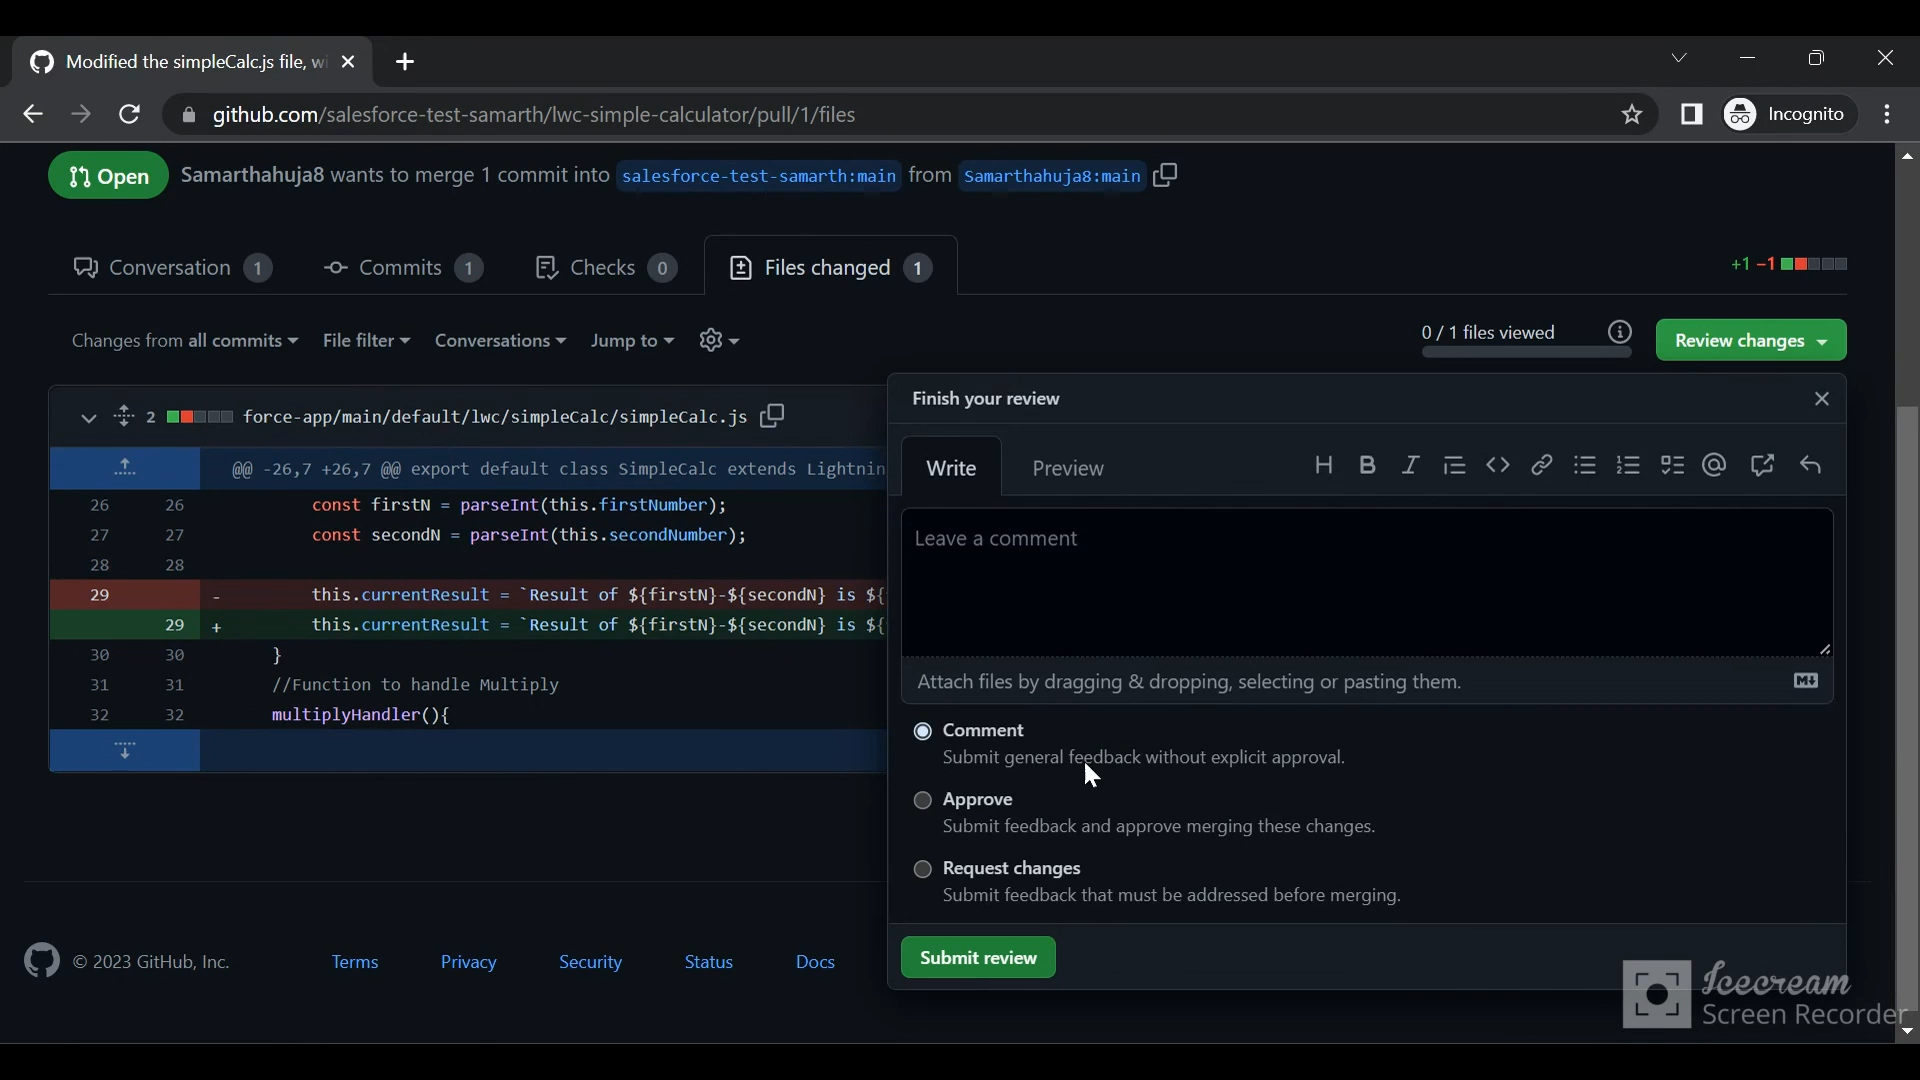 Modified the simpleCalc.js file, wi
github.com/salesforce-test-samarth/lwc-simple-calculator/pull/1/files
Incognito
Open
Samarthahuja8 wants to merge 1 commit into salesforce-test-samarth:main from Samarthahuja8:main
Conversation 1
Commits 1
Checks 0
Files changed 1
+1 −1
Changes from all commits
File filter
Conversations
Jump to
0 / 1 files viewed
Review changes
2 force-app/main/default/lwc/simpleCalc/simpleCalc.js
@@ -26,7 +26,7 @@ export default class SimpleCalc extends Lightnin
26 26 const firstN = parseInt(this.firstNumber);
27 27 const secondN = parseInt(this.secondNumber);
28 28
29 - this.currentResult = `Result of ${firstN}-${secondN} is ${
29 + this.currentResult = `Result of ${firstN}-${secondN} is ${
30 30 }
31 31 //Function to handle Multiply
32 32 multiplyHandler(){
Finish your review
Write
Preview
Leave a comment
Attach files by dragging & dropping, selecting or pasting them.
Comment
Submit general feedback without explicit approval.
Approve
Submit feedback and approve merging these changes.
Request changes
Submit feedback that must be addressed before merging.
Submit review
© 2023 GitHub, Inc.
Terms
Privacy
Security
Status
Docs
Icecream
Screen Recorder